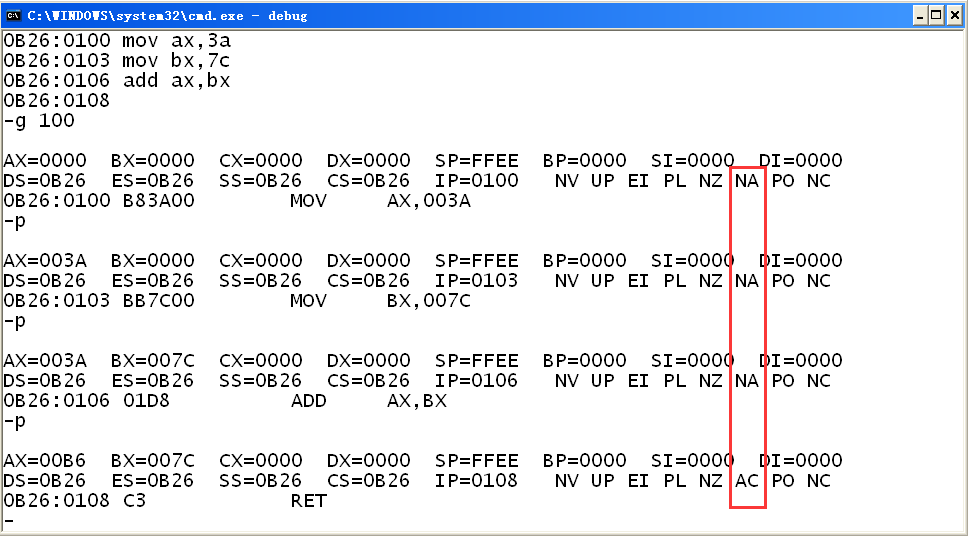 C:\WINDOWS\system32\cmd.exe - debug
0B26:0100 mov ax,3a
0B26:0103 mov bx,7c
0B26:0106 add ax,bx
0B26:0108
-g 100
AX=0000  BX=0000  CX=0000  DX=0000  SP=FFEE  BP=0000  SI=0000  DI=0000
DS=0B26  ES=0B26  SS=0B26  CS=0B26  IP=0100   NV UP EI PL NZ NA PO NC
0B26:0100 B83A00        MOV     AX,003A
-p
AX=003A  BX=0000  CX=0000  DX=0000  SP=FFEE  BP=0000  SI=0000  DI=0000
DS=0B26  ES=0B26  SS=0B26  CS=0B26  IP=0103   NV UP EI PL NZ NA PO NC
0B26:0103 BB7C00        MOV     BX,007C
-p
AX=003A  BX=007C  CX=0000  DX=0000  SP=FFEE  BP=0000  SI=0000  DI=0000
DS=0B26  ES=0B26  SS=0B26  CS=0B26  IP=0106   NV UP EI PL NZ NA PO NC
0B26:0106 01D8          ADD     AX,BX
-p
AX=00B6  BX=007C  CX=0000  DX=0000  SP=FFEE  BP=0000  SI=0000  DI=0000
DS=0B26  ES=0B26  SS=0B26  CS=0B26  IP=0108   NV UP EI PL NZ AC PO NC
0B26:0108 C3            RET
-